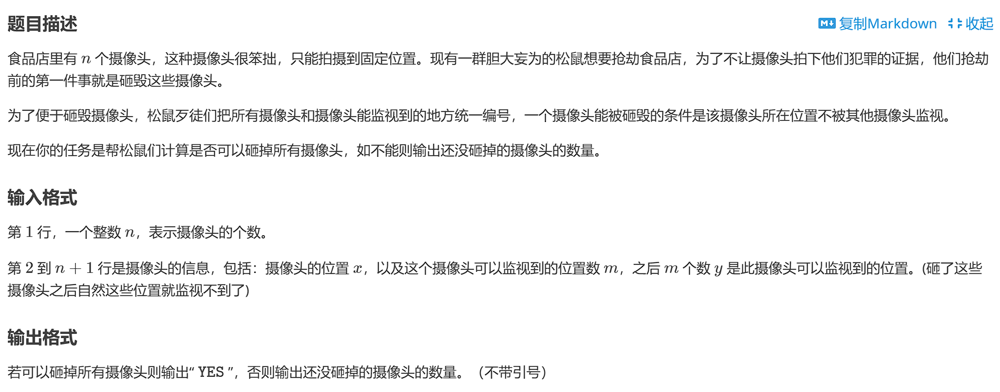 题目描述
复制Markdown 收起
食品店里有 n 个摄像头，这种摄像头很笨拙，只能拍摄到固定位置。现有一群胆大妄为的松鼠想要抢劫食品店，为了不让摄像头拍下他们犯罪的证据，他们抢劫
前的第一件事就是砸毁这些摄像头。
为了便于砸毁摄像头，松鼠歹徒们把所有摄像头和摄像头能监视到的地方统一编号，一个摄像头能被砸毁的条件是该摄像头所在位置不被其他摄像头监视。
现在你的任务是帮松鼠们计算是否可以砸掉所有摄像头，如不能则输出还没砸掉的摄像头的数量。
输入格式
第 1 行，一个整数 n，表示摄像头的个数。
第 2 到 n + 1 行是摄像头的信息，包括：摄像头的位置 x，以及这个摄像头可以监视到的位置数 m，之后 m 个数 y 是此摄像头可以监视到的位置。(砸了这些
摄像头之后自然这些位置就监视不到了)
输出格式
若可以砸掉所有摄像头则输出“ YES ”，否则输出还没砸掉的摄像头的数量。（不带引号）